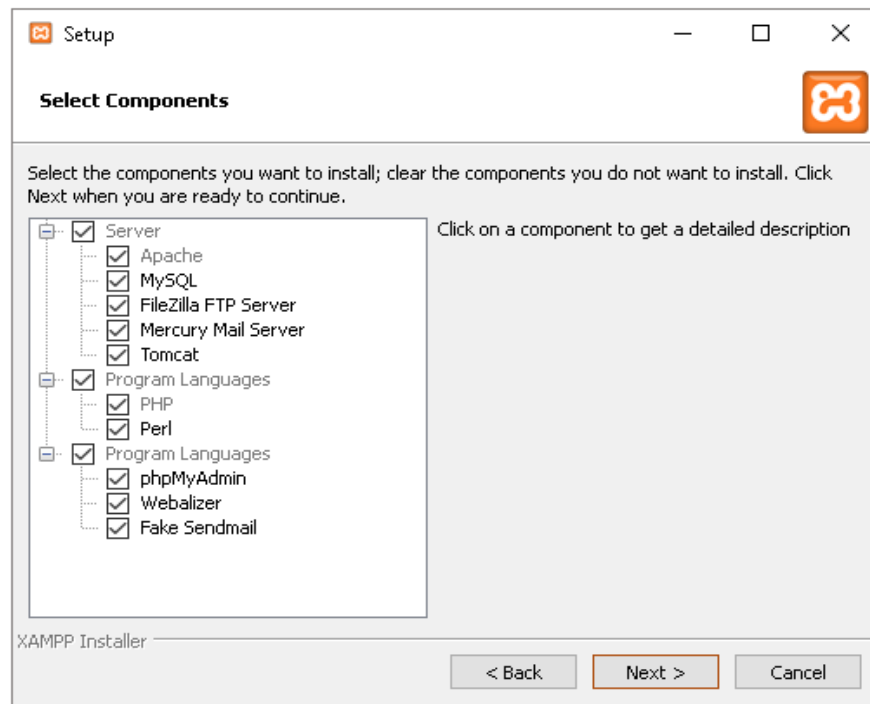 Setup
Select Components
Select the components you want to install; clear the components you do not want to install. Click
Next when you are ready to continue.
Server
Apache
MySQL
FileZilla FTP Server
Mercury Mail Server
Tomcat
Program Languages
PHP
Perl
Program Languages
phpMyAdmin
Webalizer
Fake Sendmail
Click on a component to get a detailed description
XAMPP Installer
< Back
Next >
Cancel